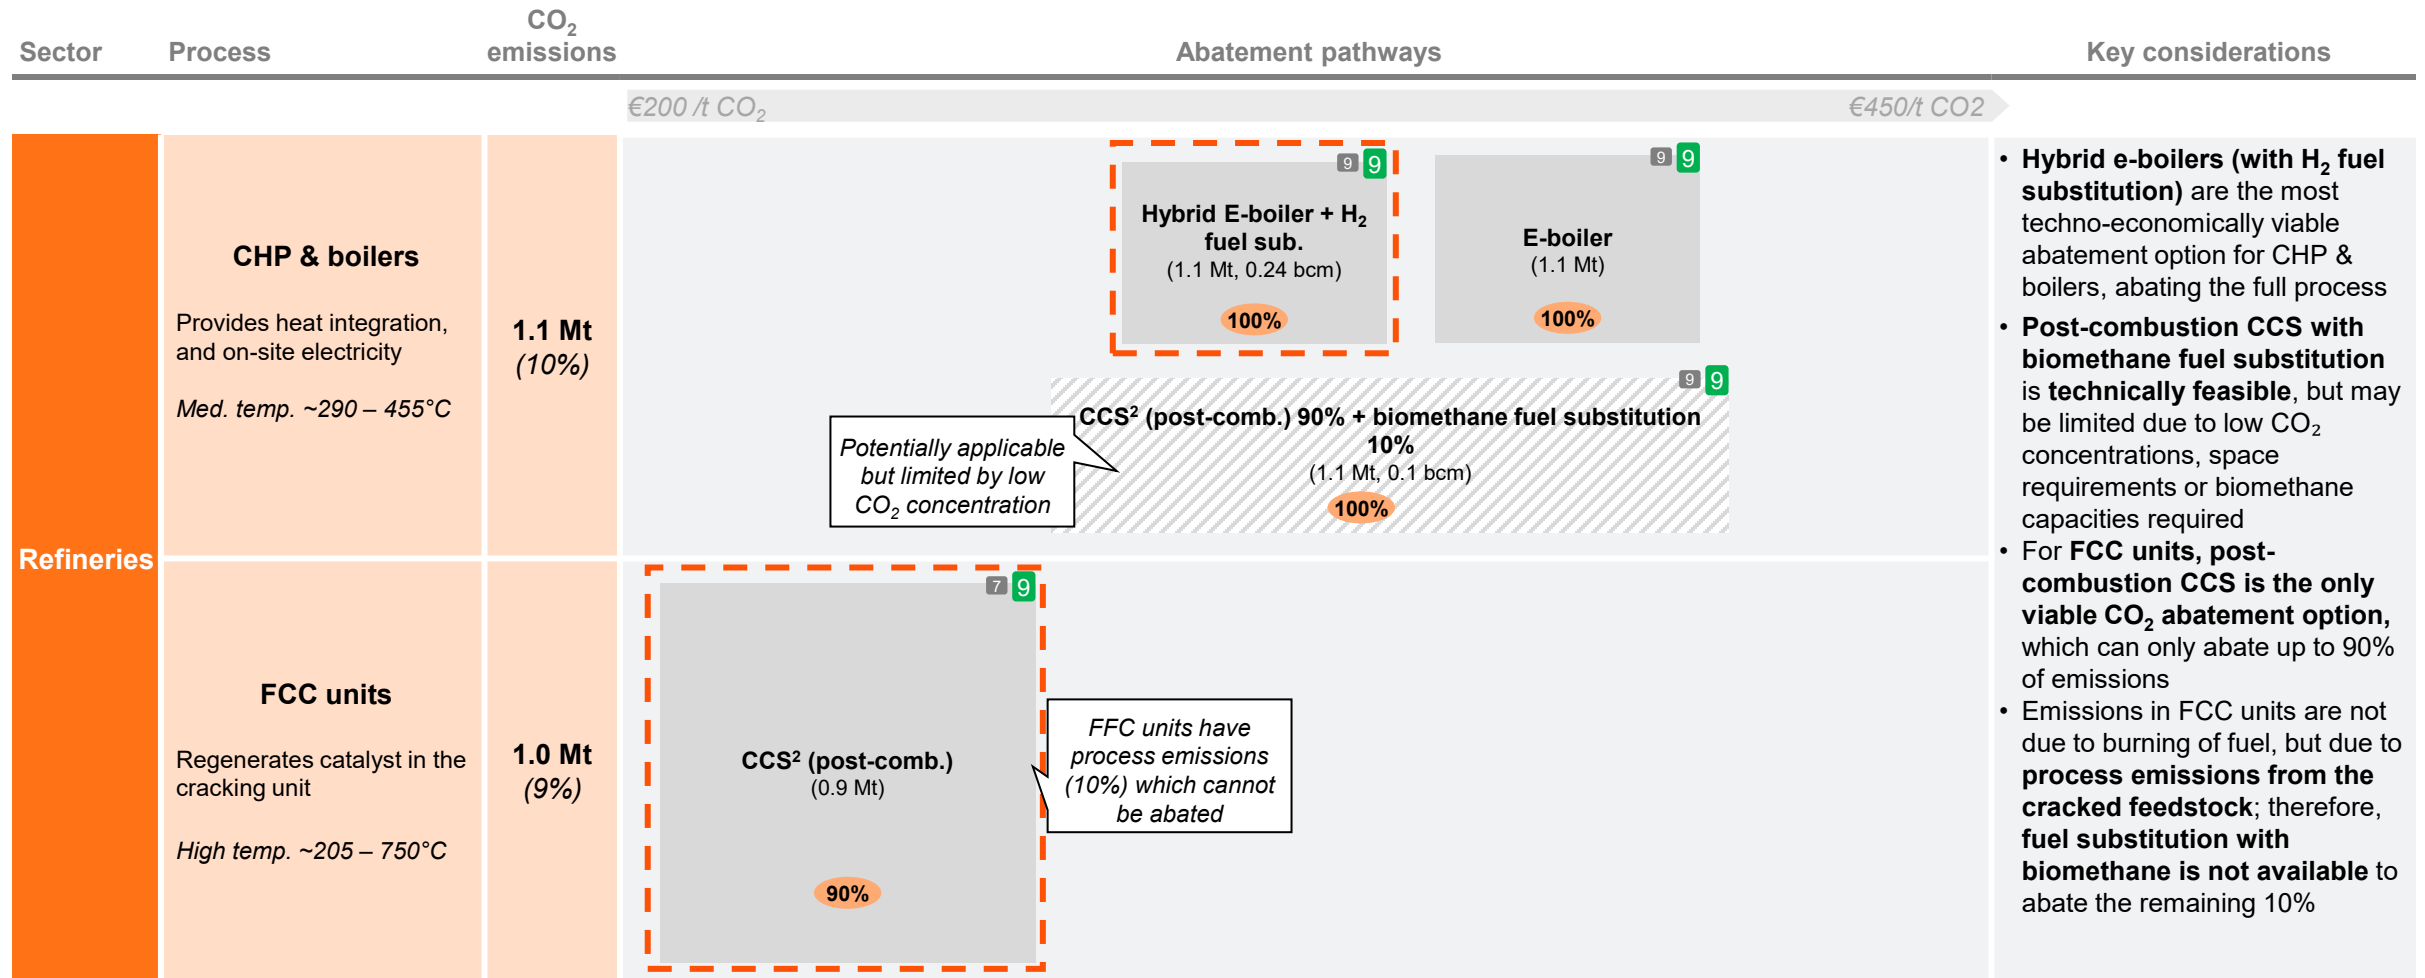 Sector
Process
CO2
emissions
Abatement pathways
Key considerations
€200 /t CO2
€450/t CO2
Refineries
CHP & boilers
Provides heat integration,
and on-site electricity
Med. temp. ~290 – 455°C
1.1 Mt
(10%)
9 9
Hybrid E-boiler + H2
fuel sub.
(1.1 Mt, 0.24 bcm)
100%
9 9
E-boiler
(1.1 Mt)
100%
9 9
CCS² (post-comb.) 90% + biomethane fuel substitution
10%
(1.1 Mt, 0.1 bcm)
100%
Potentially applicable
but limited by low
CO2 concentration
FCC units
Regenerates catalyst in the
cracking unit
High temp. ~205 – 750°C
1.0 Mt
(9%)
7 9
CCS² (post-comb.)
(0.9 Mt)
90%
FFC units have
process emissions
(10%) which cannot
be abated
• Hybrid e-boilers (with H2 fuel
substitution) are the most
techno-economically viable
abatement option for CHP &
boilers, abating the full process
• Post-combustion CCS with
biomethane fuel substitution
is technically feasible, but may
be limited due to low CO₂
concentrations, space
requirements or biomethane
capacities required
• For FCC units, post-
combustion CCS is the only
viable CO2 abatement option,
which can only abate up to 90%
of emissions
• Emissions in FCC units are not
due to burning of fuel, but due to
process emissions from the
cracked feedstock; therefore,
fuel substitution with
biomethane is not available to
abate the remaining 10%